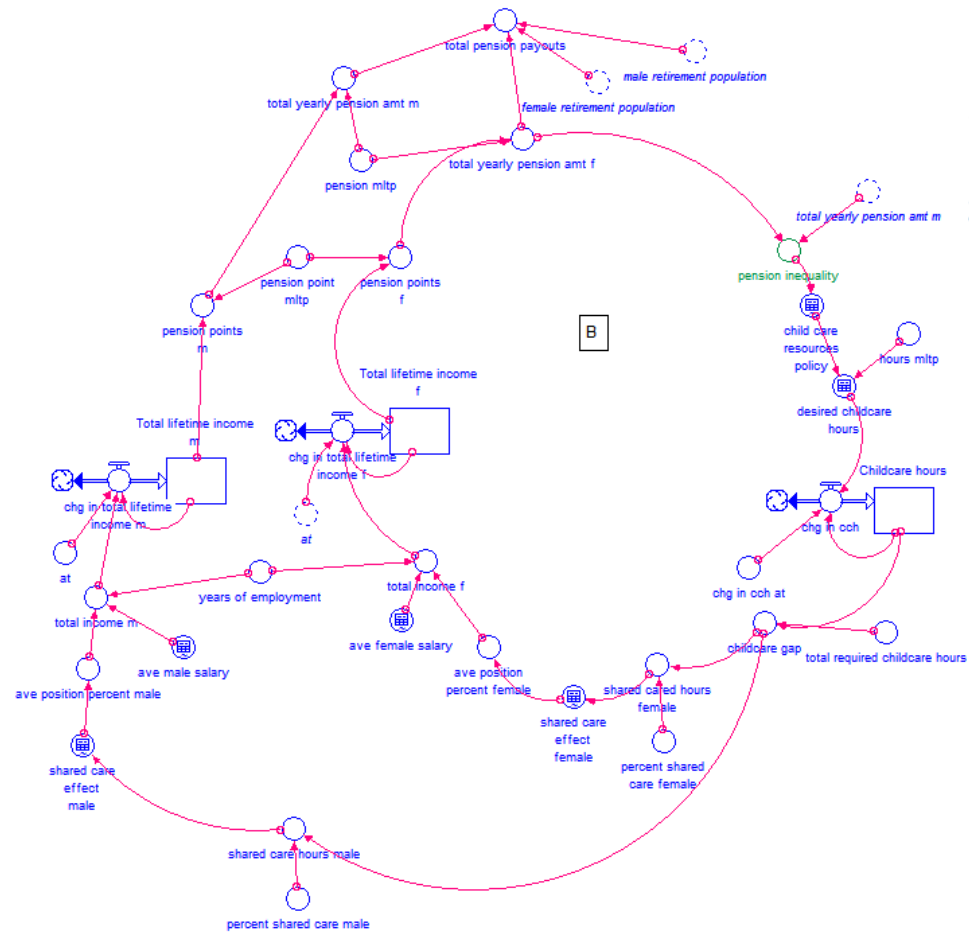 total pension payouts
male retirement population
total yearly pension amt m
female retirement population
total yearly pension amt f
pension mltp
total yearly pension amt m
pension inequality
pension point
mltp
pension points
f
pension points
m
child care
resources
policy
hours mltp
B
desired childcare
hours
Total lifetime income
f
Total lifetime income
m
chg in total lifetime
income f
Childcare hours
chg in total lifetime
income m
chg in cch
at
at
years of employment
total income f
chg in cch at
total income m
ave male salary
ave female salary
childcare gap
total required childcare hours
ave position
percent female
ave position percent male
shared cared hours
female
shared care
effect
female
percent shared
care female
shared care
effect
male
shared care hours male
percent shared care male